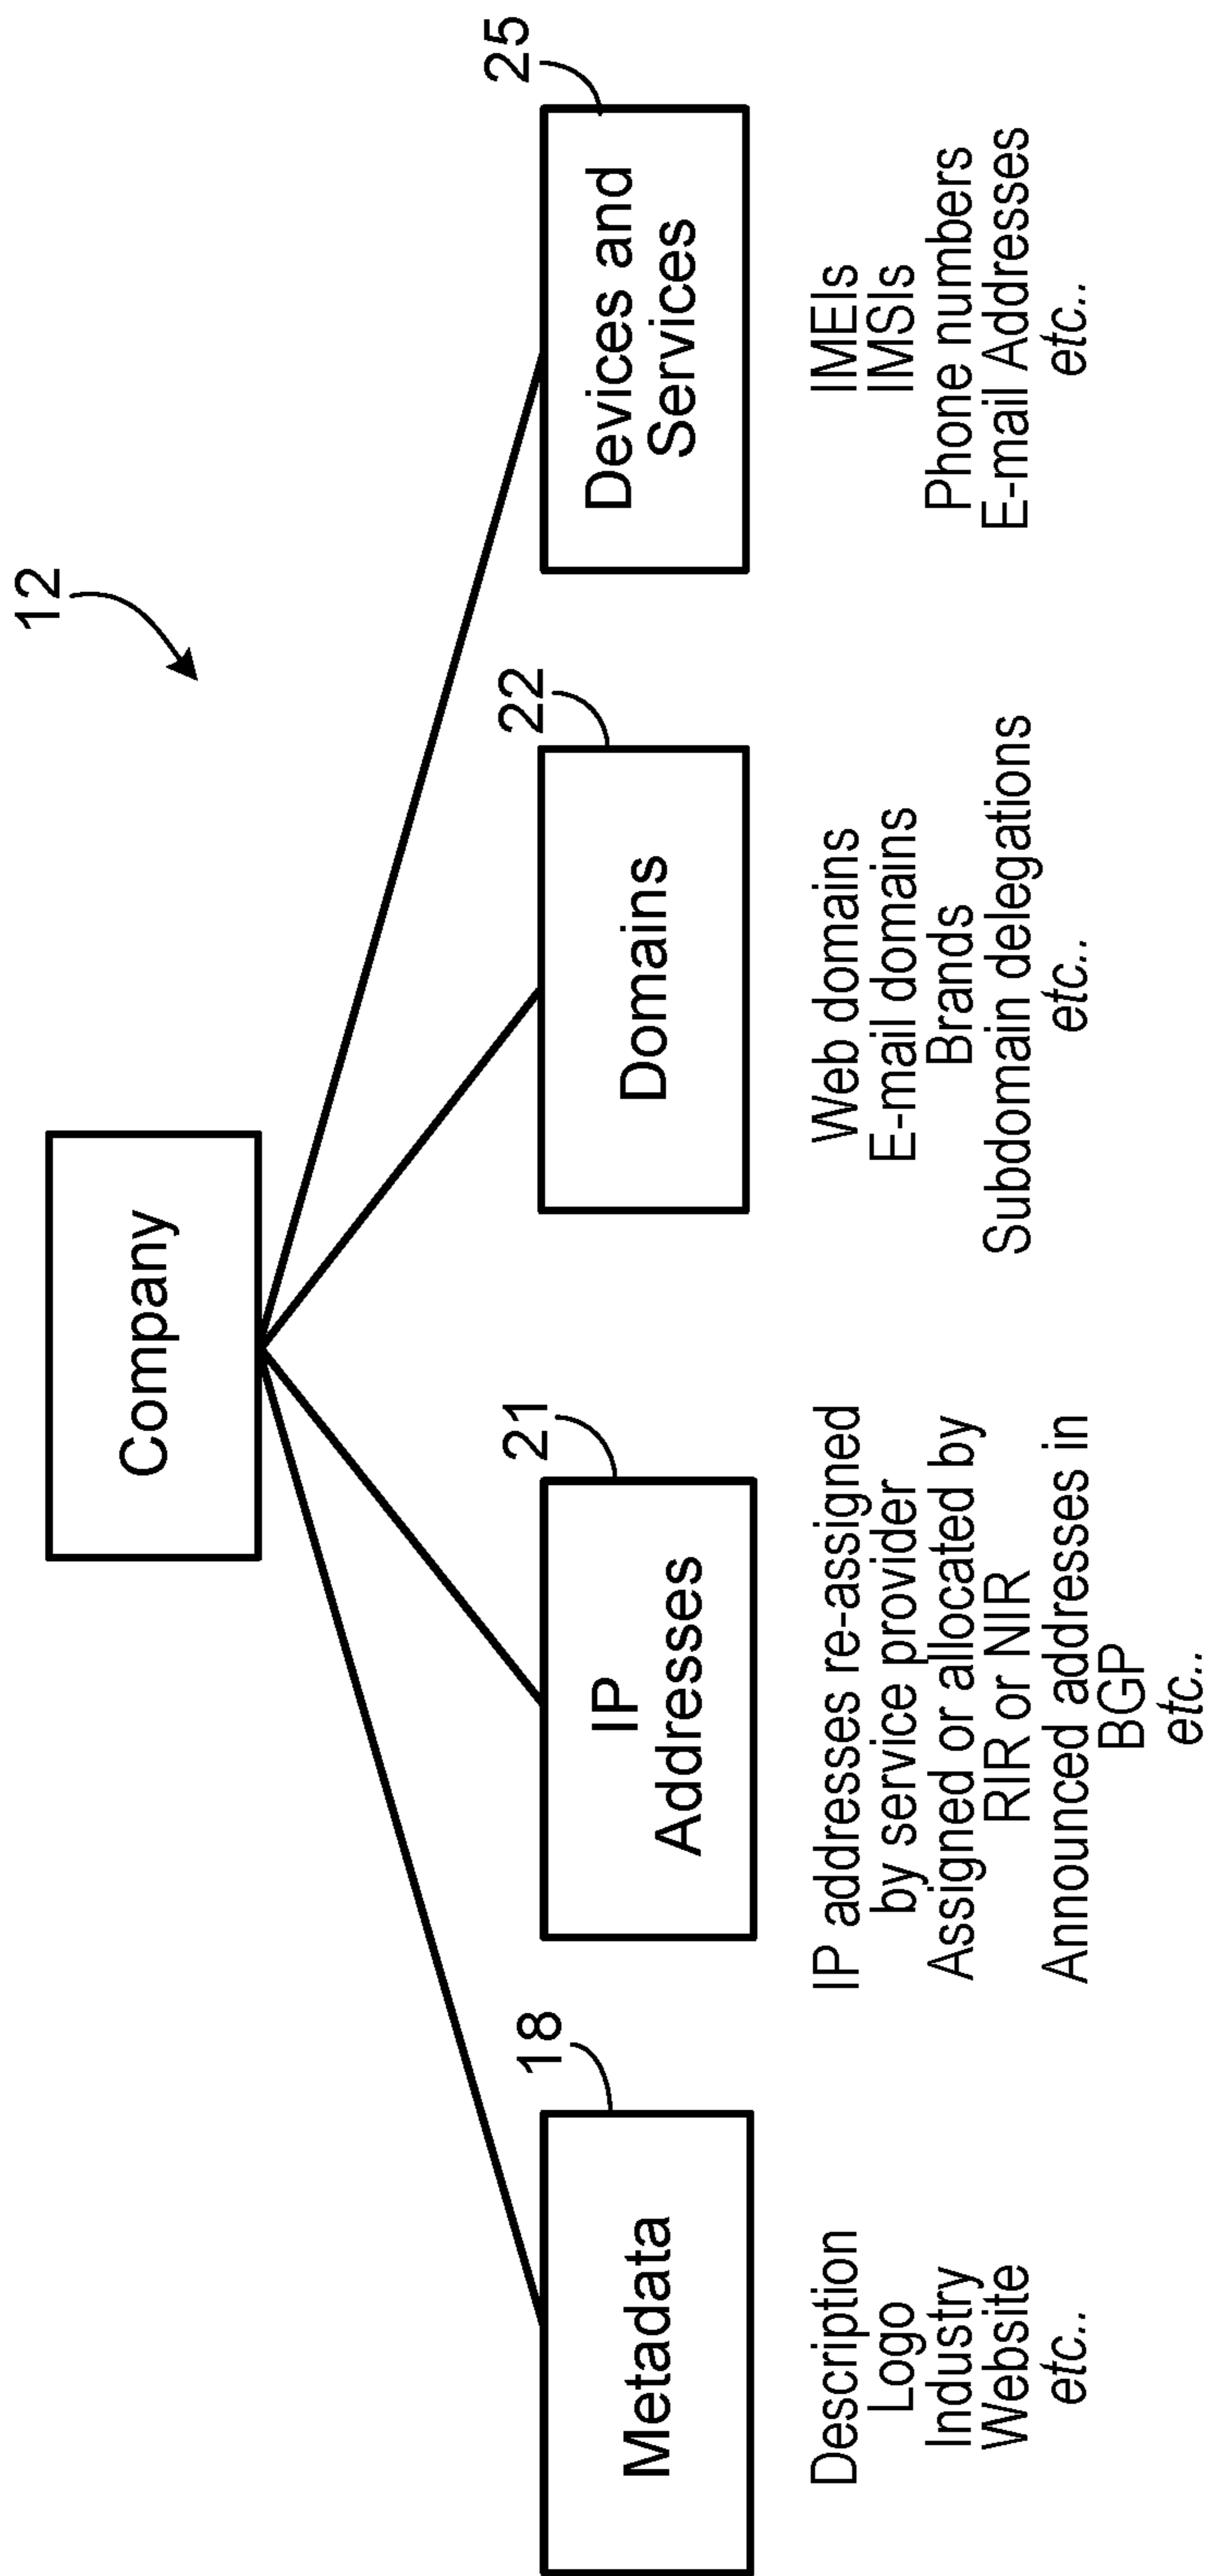 12
Company
18
Metadata
Description
Logo
Industry
Website
etc..
21
IP
Addresses
IP addresses re-assigned
by service provider
Assigned or allocated by
RIR or NIR
Announced addresses in
BGP
etc..
22
Domains
Web domains
E-mail domains
Brands
Subdomain delegations
etc..
25
Devices and
Services
IMEIs
IMSIs
Phone numbers
E-mail Addresses
etc..